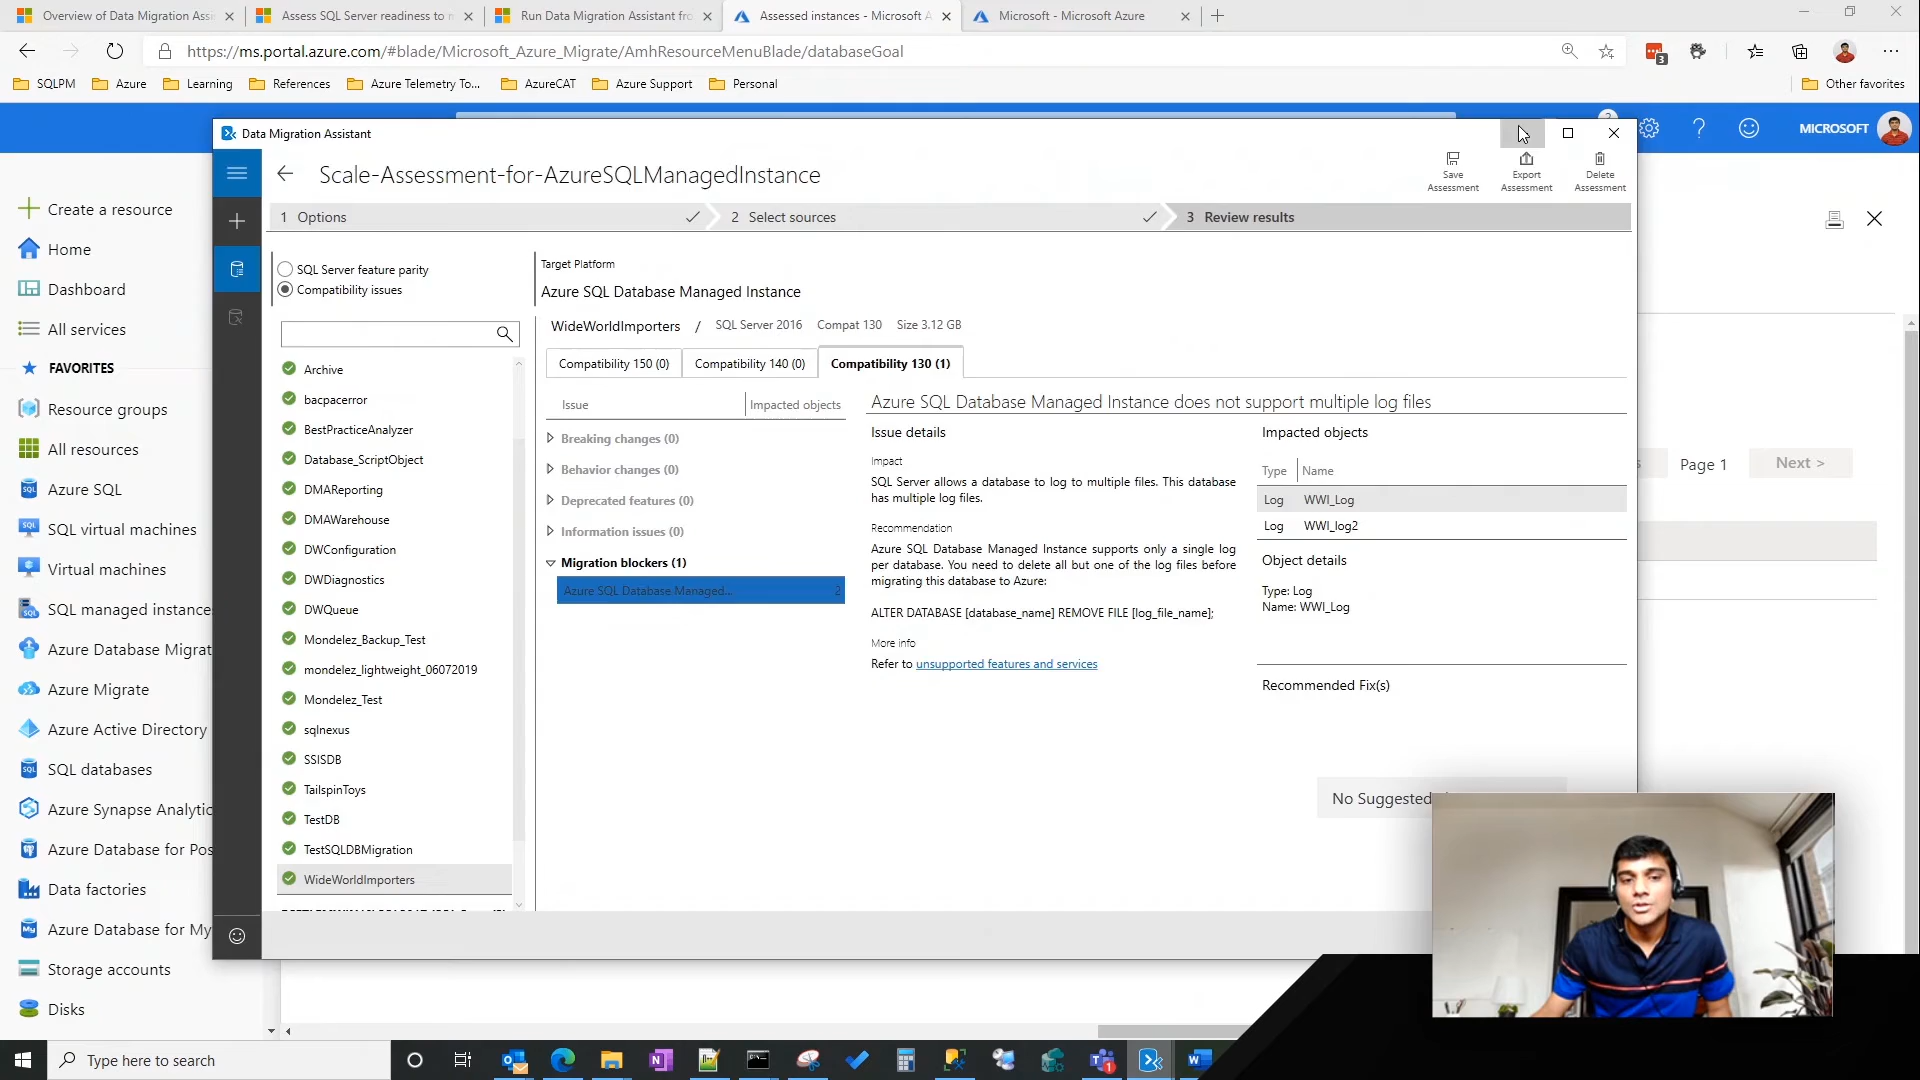 Overview of Data Migration Assi
Assess SQL Server readiness to m
Run Data Migration Assistant fro
Assessed instances - Microsoft A
Microsoft - Microsoft Azure
https://ms.portal.azure.com/#blade/Microsoft_Azure_Migrate/AmhResourceMenuBlade/databaseGoal
3
SQLPM
Azure
Learning
References
Azure Telemetry To...
AzureCAT
Azure Support
Personal
Other favorites
MICROSOFT
Create a resource
Home
Dashboard
All services
FAVORITES
Resource groups
All resources
Azure SQL
SQL virtual machines
Virtual machines
SQL managed instance
Azure Database Migrat
Azure Migrate
Azure Active Directory
SQL databases
Azure Synapse Analytic
Azure Database for Pos
Data factories
Azure Database for My
Storage accounts
Disks
Data Migration Assistant
Scale-Assessment-for-AzureSQLManagedInstance
Save Assessment
Export Assessment
Delete Assessment
1 Options
2 Select sources
3 Review results
SQL Server feature parity
Compatibility issues
Target Platform
Azure SQL Database Managed Instance
Archive
bacpacerror
BestPracticeAnalyzer
Database_ScriptObject
DMAReporting
DMAWarehouse
DWConfiguration
DWDiagnostics
DWQueue
Mondelez_Backup_Test
mondelez_lightweight_06072019
Mondelez_Test
sqlnexus
SSISDB
TailspinToys
TestDB
TestSQLDBMigration
WideWorldImporters
WideWorldImporters / SQL Server 2016 Compat 130 Size 3.12 GB
Compatibility 150 (0)
Compatibility 140 (0)
Compatibility 130 (1)
Issue
Impacted objects
Breaking changes (0)
Behavior changes (0)
Deprecated features (0)
Information issues (0)
Migration blockers (1)
Azure SQL Database Managed... 2
Azure SQL Database Managed Instance does not support multiple log files
Issue details
Impact
SQL Server allows a database to log to multiple files. This database
has multiple log files.
Recommendation
Azure SQL Database Managed Instance supports only a single log
per database. You need to delete all but one of the log files before
migrating this database to Azure:
ALTER DATABASE [database_name] REMOVE FILE [log_file_name];
More info
Refer to unsupported features and services
Impacted objects
Type Name
Log WWI_Log
Log WWI_log2
Object details
Type: Log
Name: WWI_Log
Recommended Fix(s)
No Suggested
Page 1
Next >
Type here to search